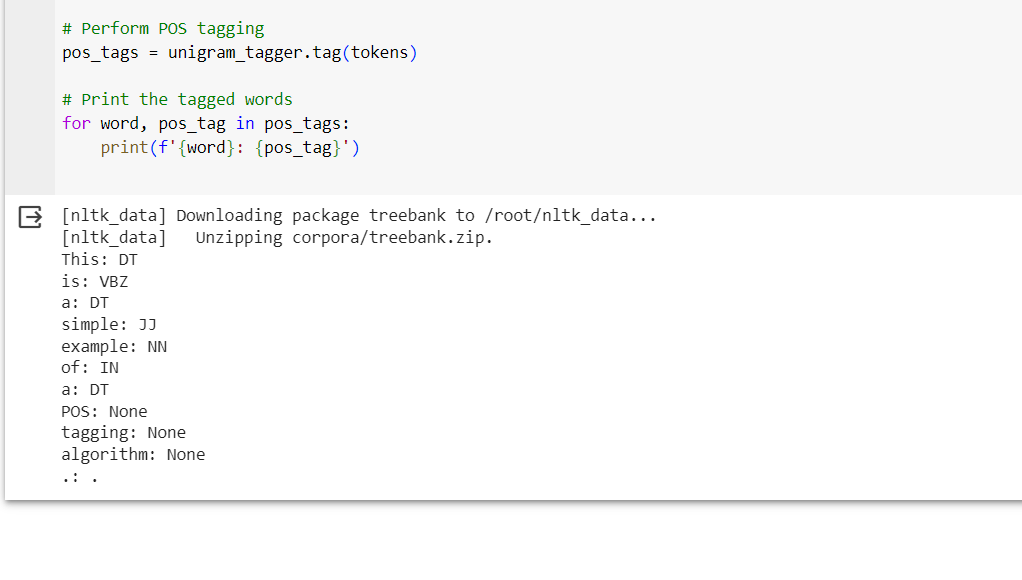 # Perform POS tagging
pos_tags = unigram_tagger.tag(tokens)
# Print the tagged words
for word, pos_tag in pos_tags:
    print(f'{word}: {pos_tag}')
[nltk_data] Downloading package treebank to /root/nltk_data...
[nltk_data]   Unzipping corpora/treebank.zip.
This: DT
is: VBZ
a: DT
simple: JJ
example: NN
of: IN
a: DT
POS: None
tagging: None
algorithm: None
.: .